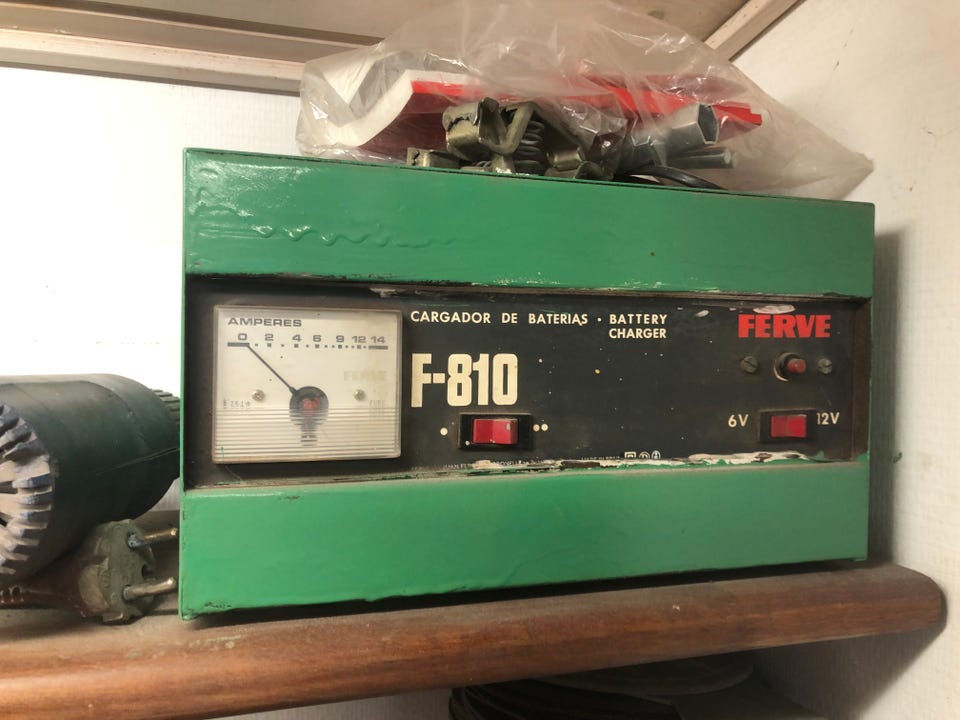 AMPERES
0 2 4 6 9 12 14
FERVE
CARGADOR DE BATERIAS · BATTERY
CHARGER
F-810
FERVE
6V 12V